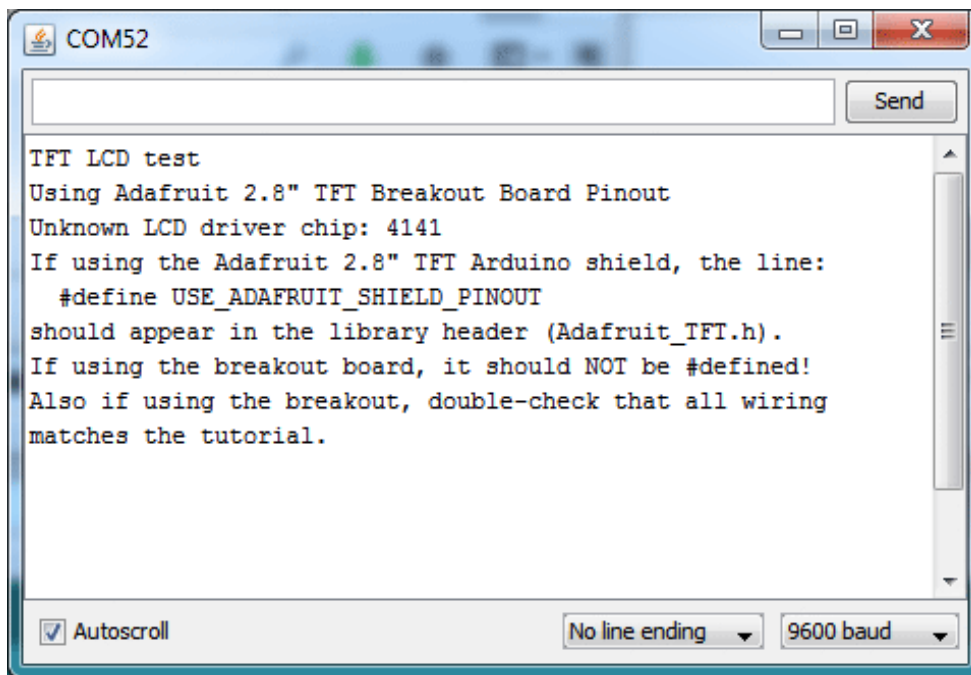 COM52
Send
TFT LCD test
Using Adafruit 2.8" TFT Breakout Board Pinout
Unknown LCD driver chip: 4141
If using the Adafruit 2.8" TFT Arduino shield, the line:
  #define USE_ADAFRUIT_SHIELD_PINOUT
should appear in the library header (Adafruit_TFT.h).
If using the breakout board, it should NOT be #defined!
Also if using the breakout, double-check that all wiring
matches the tutorial.
Autoscroll
No line ending
9600 baud